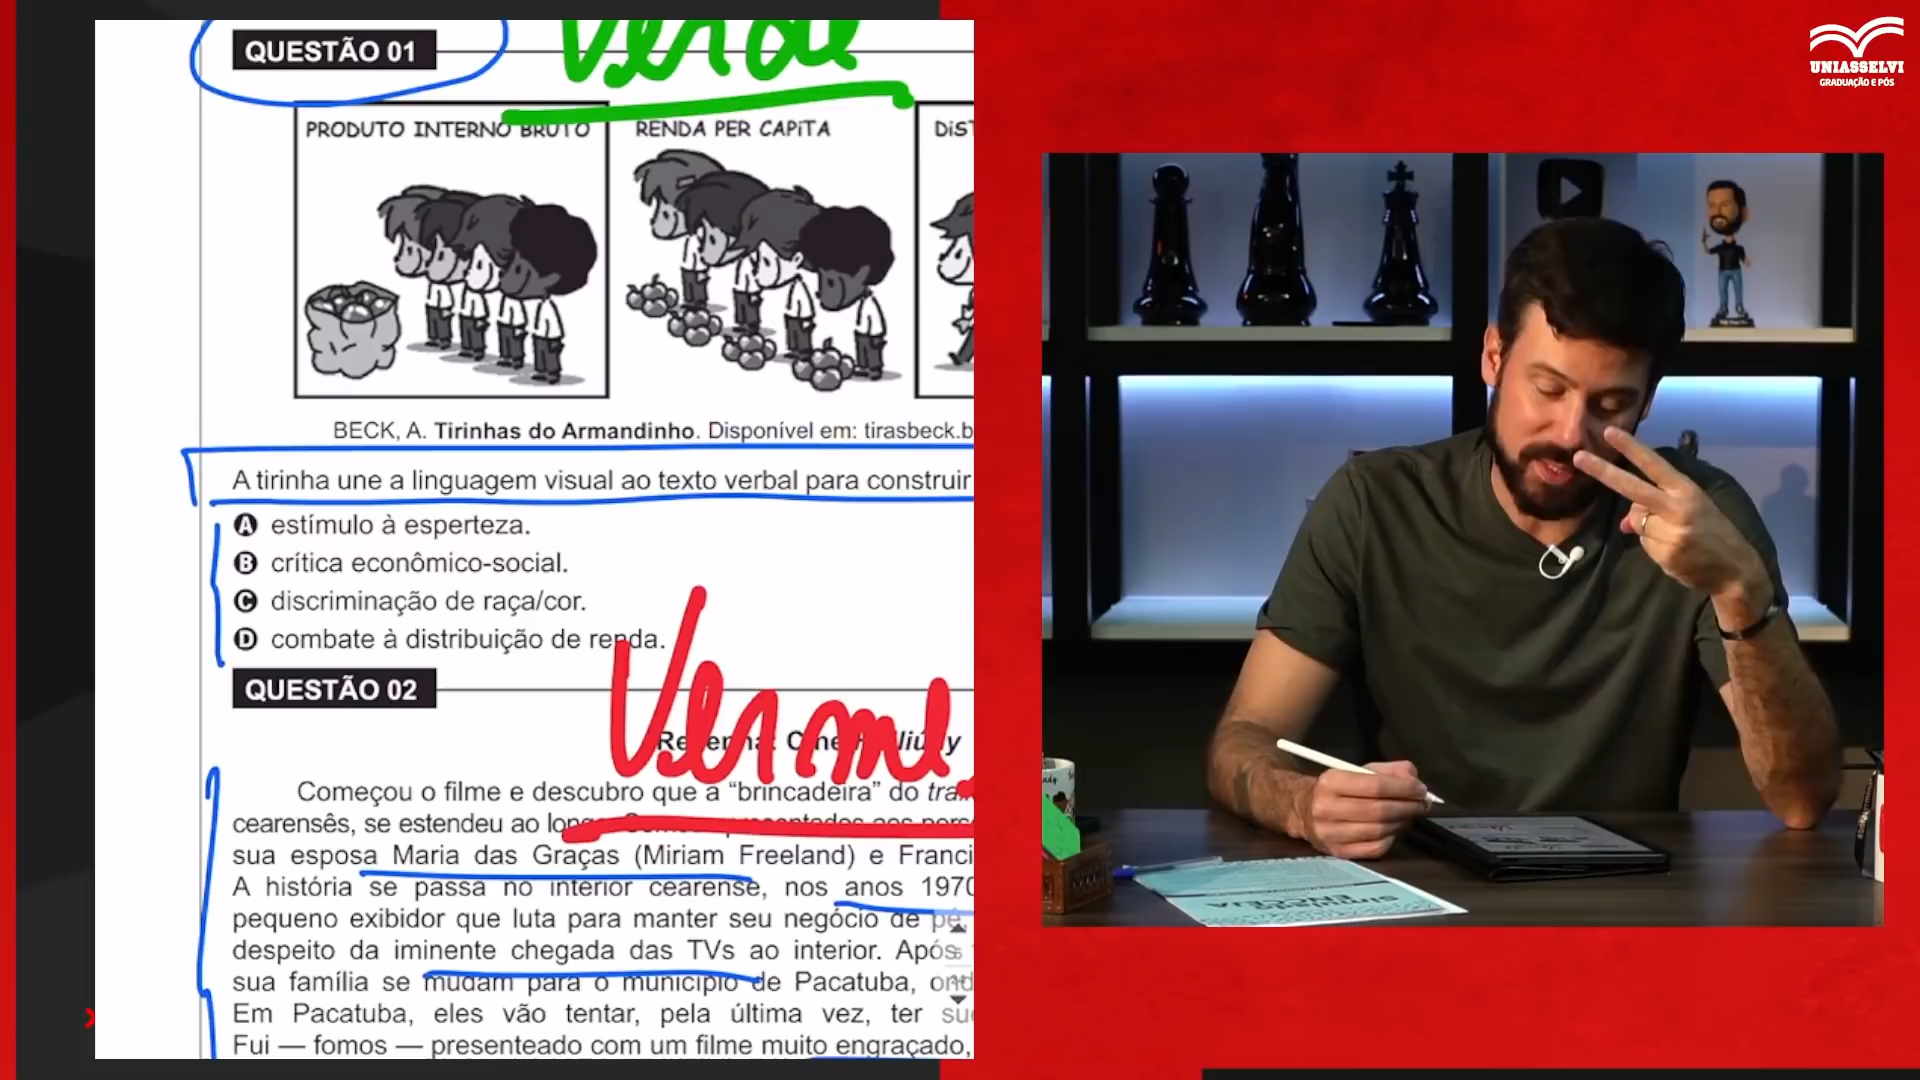 QUESTÃO 01
Verde
PRODUTO INTERNO BRUTO
RENDA PER CAPITA
BECK, A. Tirinhas do Armandinho. Disponível em: tirasbeck.b
A tirinha une a linguagem visual ao texto verbal para construir
A estímulo à esperteza.
B crítica econômico-social.
C discriminação de raça/cor.
D combate à distribuição de renda.
QUESTÃO 02
Começou o filme e descubro que a “brincadeira” do
cearensês, se estendeu ao
sua esposa Maria das Graças (Miriam Freeland) e Franci
A história se passa no interior cearense, nos anos 1970
pequeno exibidor que luta para manter seu negócio de
despeito da iminente chegada das TVs ao interior. Após
sua família se mudam para o município de Pacatuba,
Em Pacatuba, eles vão tentar, pela última vez, ter
Fui — fomos — presenteado com um filme muito engraçado,
UNIASSELVI
GRADUAÇÃO E PÓS